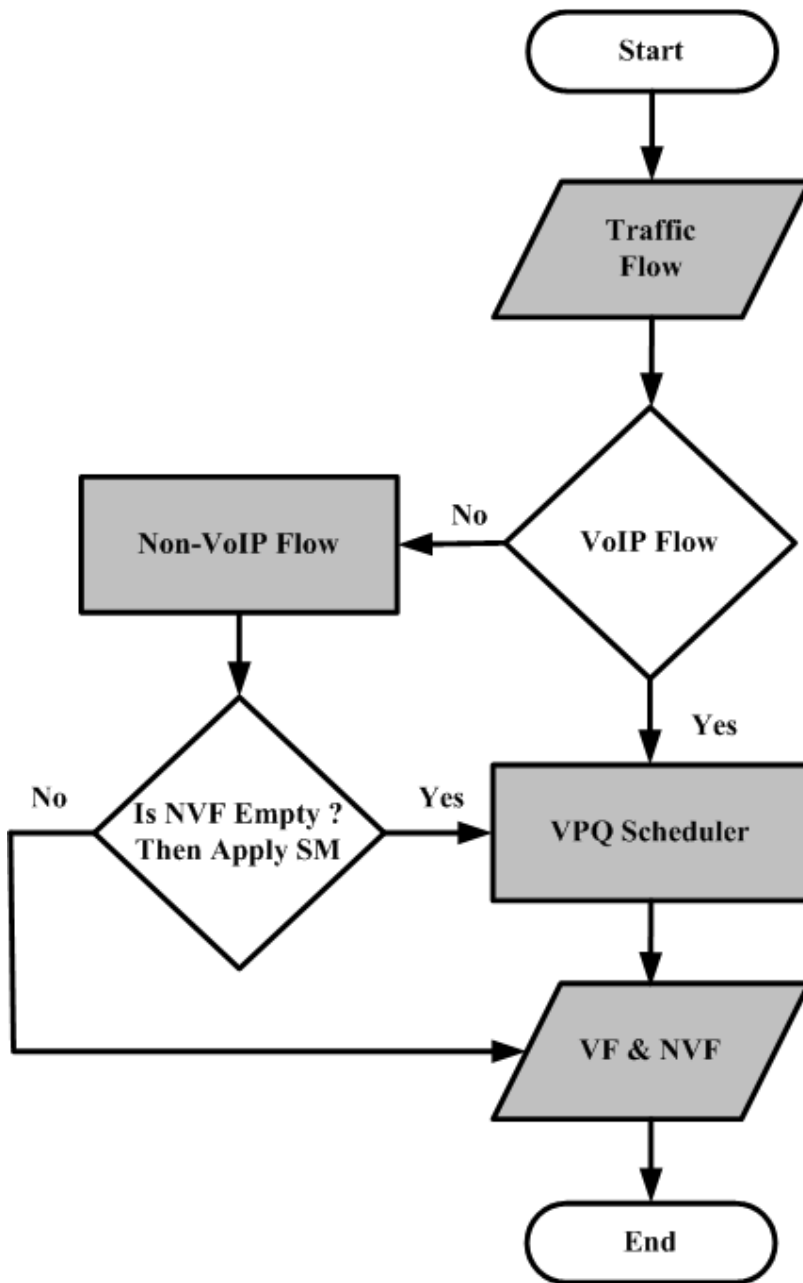 Start
Traffic
Flow
No
Non-VoIP Flow
VoIP Flow
Yes
No
Is NVF Empty ?
Then Apply SM
Yes
VPQ Scheduler
VF & NVF
End